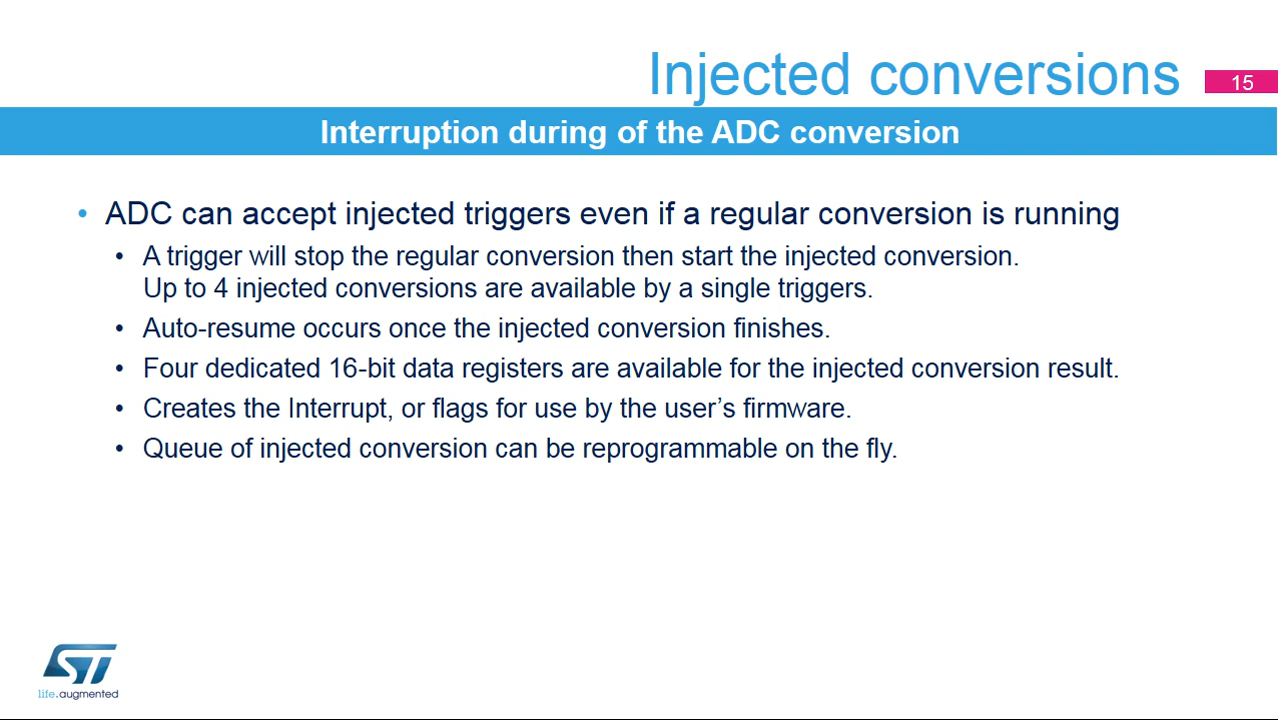 Injected conversions
15
Interruption during of the ADC conversion
• ADC can accept injected triggers even if a regular conversion is running
• A trigger will stop the regular conversion then start the injected conversion.
Up to 4 injected conversions are available by a single triggers.
• Auto-resume occurs once the injected conversion finishes.
• Four dedicated 16-bit data registers are available for the injected conversion result.
• Creates the Interrupt, or flags for use by the user’s firmware.
• Queue of injected conversion can be reprogrammable on the fly.
ST
life.augmented